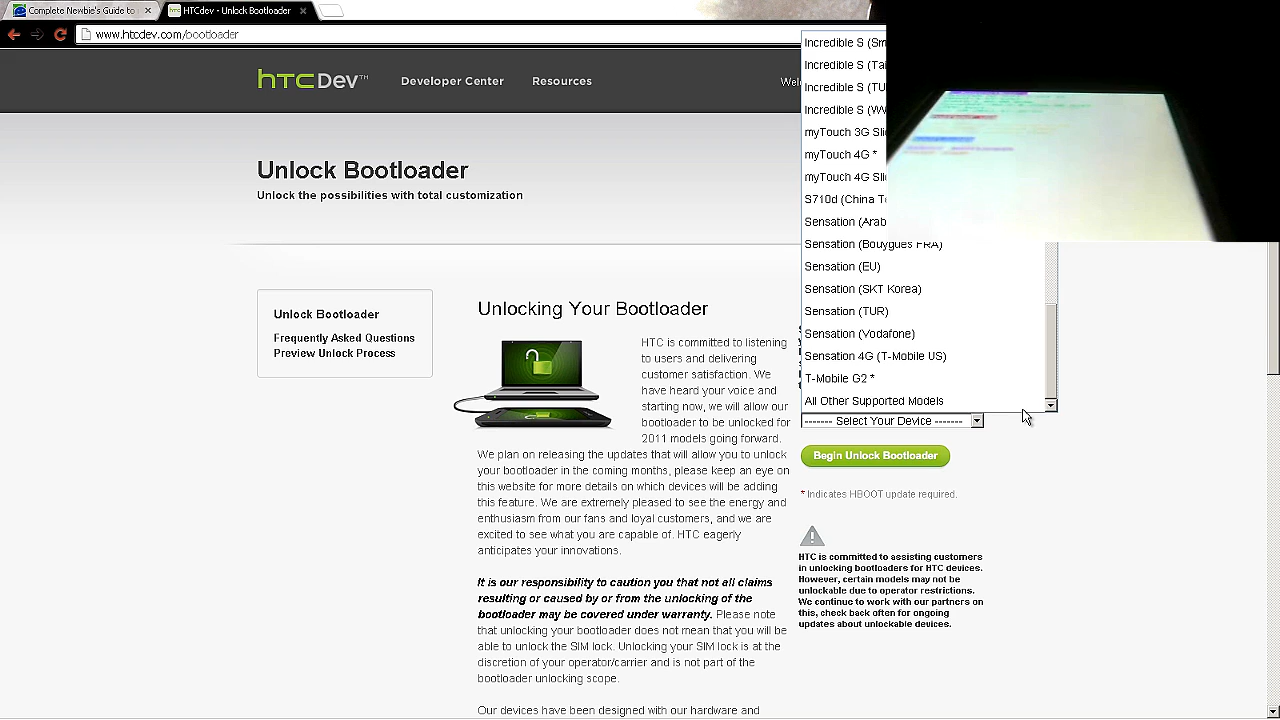 Complete Newbie's Guide to
HTCdev - Unlock Bootloader
www.htcdev.com/bootloader
htc Dev™
Developer Center
Resources
Unlock Bootloader
Unlock the possibilities with total customization
Unlock Bootloader
Frequently Asked Questions
Preview Unlock Process
Unlocking Your Bootloader
HTC is committed to listening
to users and delivering
customer satisfaction. We
have heard your voice and
starting now, we will allow our
bootloader to be unlocked for
2011 models going forward.
We plan on releasing the updates that will allow you to unlock
your bootloader in the coming months, please keep an eye on
this website for more details on which devices will be adding
this feature. We are extremely pleased to see the energy and
enthusiasm from our fans and loyal customers, and we are
excited to see what you are capable of. HTC eagerly
anticipates your innovations.
It is our responsibility to caution you that not all claims
resulting or caused by or from the unlocking of the
bootloader may be covered under warranty. Please note
that unlocking your bootloader does not mean that you will be
able to unlock the SIM lock. Unlocking your SIM lock is at the
discretion of your operator/carrier and is not part of the
bootloader unlocking scope.
Our devices have been designed with our hardware and
Incredible S
Incredible S
Incredible S
Incredible S
myTouch 3G
myTouch 4G *
myTouch 4G
S710d (China
Sensation
Sensation (Bouygues FRA)
Sensation (EU)
Sensation (SKT Korea)
Sensation (TUR)
Sensation (Vodafone)
Sensation 4G (T-Mobile US)
T-Mobile G2 *
All Other Supported Models
------- Select Your Device -------
Begin Unlock Bootloader
* Indicates HBOOT update required.
HTC is committed to assisting customers
in unlocking bootloaders for HTC devices.
However, certain models may not be
unlockable due to operator restrictions.
We continue to work with our partners on
this, check back often for ongoing
updates about unlockable devices.